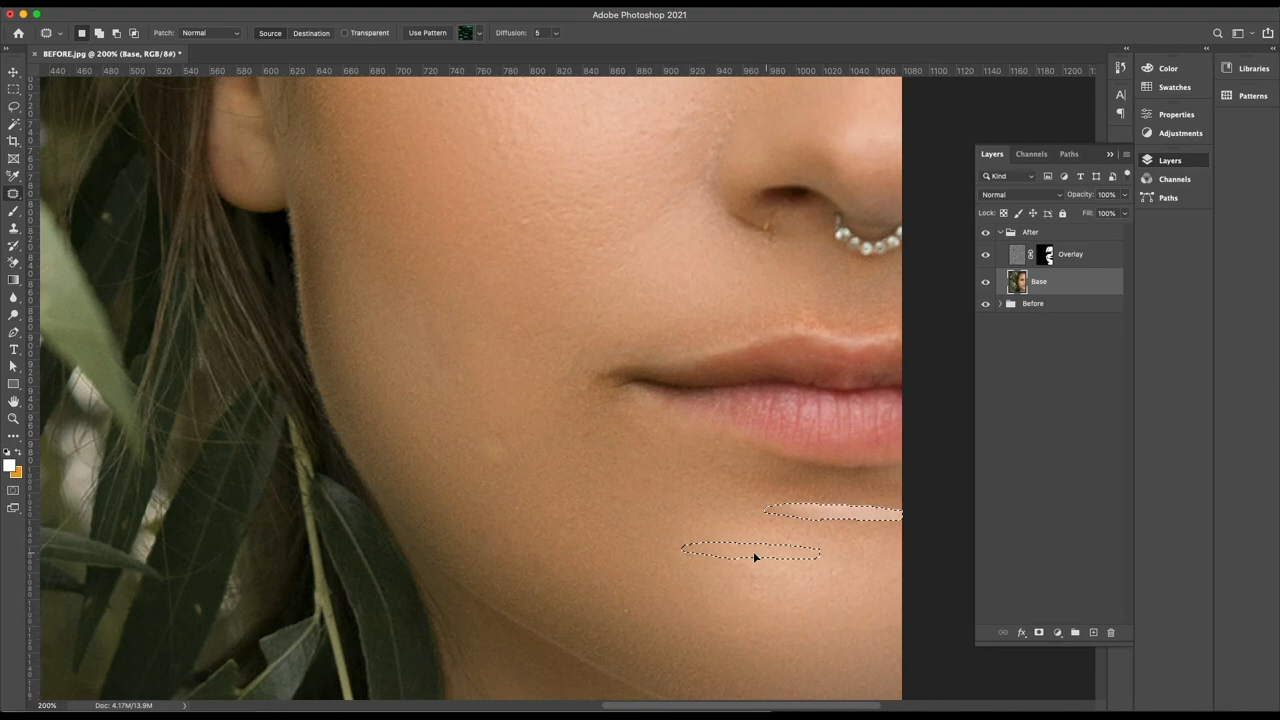 Adobe Photoshop 2021
Patch: Normal Source Destination Transparent Use Pattern Diffusion: 5
× BEFORE.jpg @ 200% (Base, RGB/8#) *
440 460 480 500 520 540 560 580 600 620 640 660 680 700 720 740 760 780 800 820 840 860 880 900 920 940 960 980 1000 1020 1040 1060 1080 1100 1120 1140 1160 1180 1200
Color
Swatches
Properties
Adjustments
Layers
Channels
Paths
Libraries
Patterns
Layers Channels Paths
Kind
Normal Opacity: 100%
Lock: Fill: 100%
After
Overlay
Base
Before
fx
200% Doc: 4.17M/13.9M